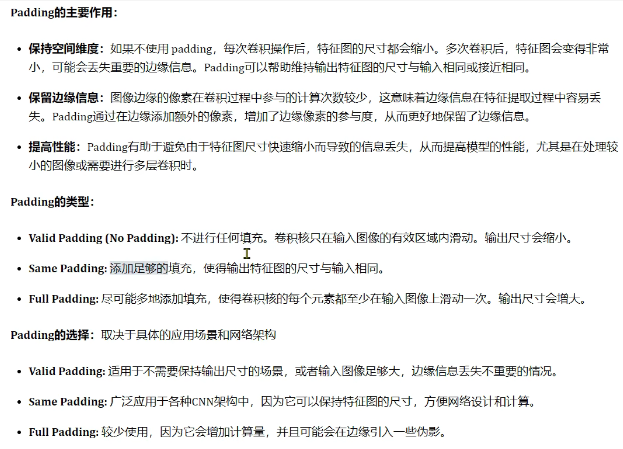 Padding的主要作用：
• 保持空间维度：如果不使用 padding，每次卷积操作后，特征图的尺寸都会缩小。多次卷积后，特征图会变得非常
小，可能会丢失重要的边缘信息。Padding可以帮助维持输出特征图的尺寸与输入相同或接近相同。
• 保留边缘信息：图像边缘的像素在卷积过程中参与的计算次数较少，这意味着边缘信息在特征提取过程中容易丢
失。Padding通过在边缘添加额外的像素，增加了边缘像素的参与度，从而更好地保留了边缘信息。
• 提高性能：Padding有助于避免由于特征图尺寸快速缩小而导致的信息丢失，从而提高模型的性能，尤其是在处理较
小的图像或需要进行多层卷积时。
Padding的类型：
• Valid Padding (No Padding): 不进行任何填充。卷积核只在输入图像的有效区域内滑动。输出尺寸会缩小。
• Same Padding: 添加足够的填充，使得输出特征图的尺寸与输入相同。
• Full Padding: 尽可能多地添加填充，使得卷积核的每个元素都至少在输入图像上滑动一次。输出尺寸会增大。
Padding的选择：取决于具体的应用场景和网络架构
• Valid Padding: 适用于不需要保持输出尺寸的场景，或者输入图像足够大，边缘信息丢失不重要的情况。
• Same Padding: 广泛应用于各种CNN架构中，因为它可以保持特征图的尺寸，方便网络设计和计算。
• Full Padding: 较少使用，因为它会增加计算量，并且可能会在边缘引入一些伪影。